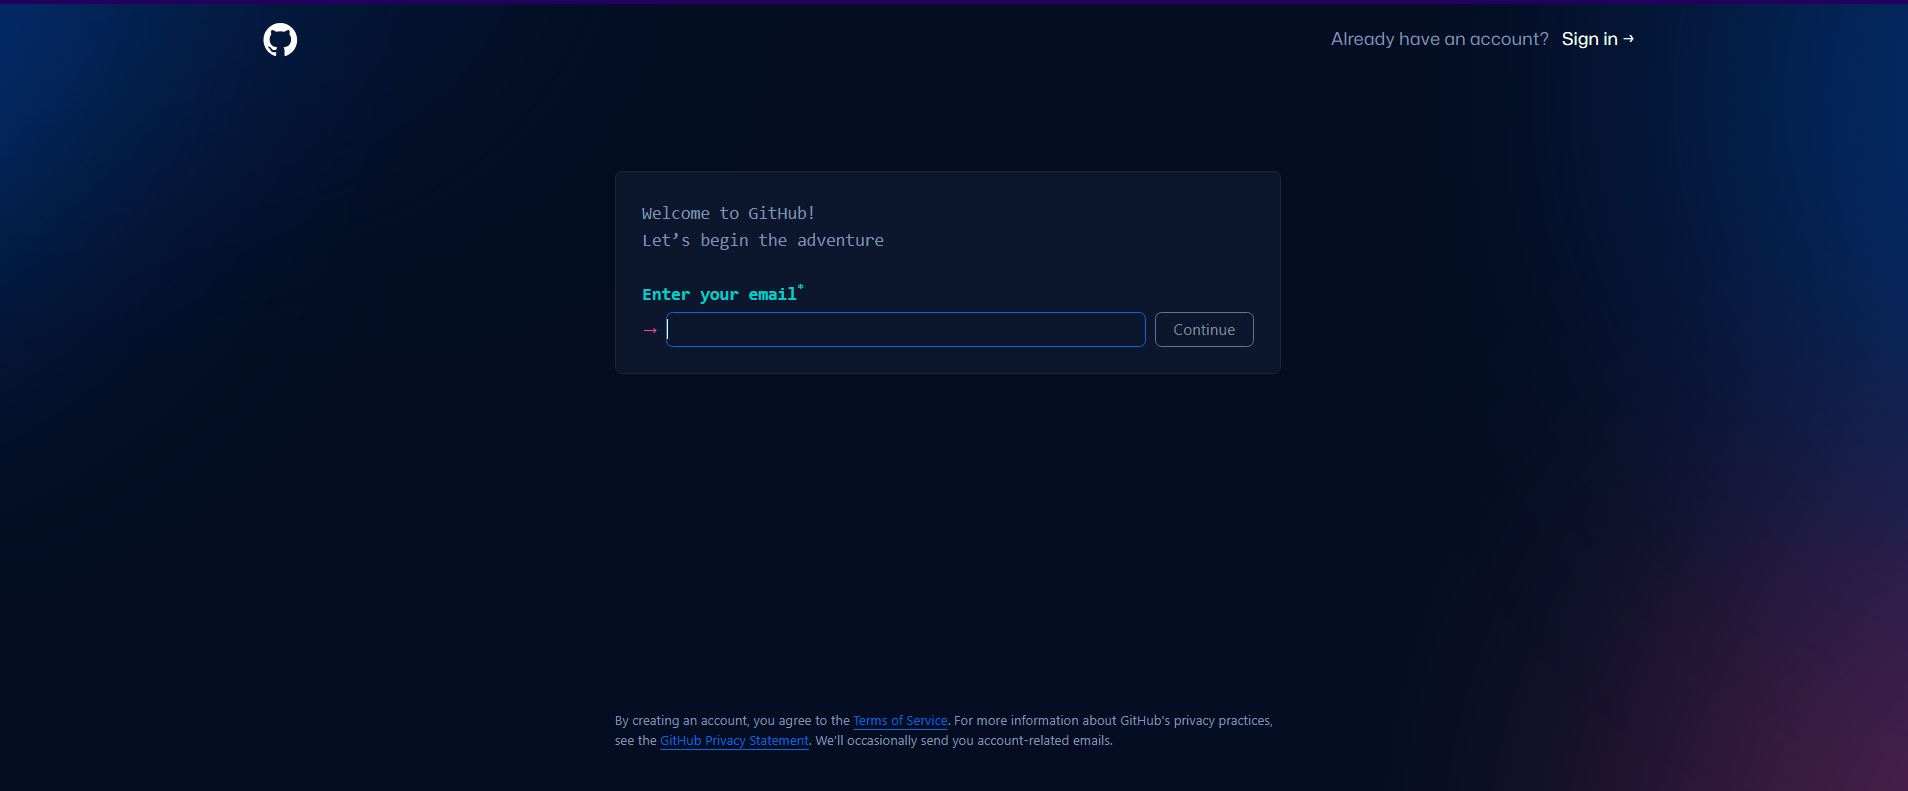 Already have an account? Sign in →
Welcome to GitHub!
Let’s begin the adventure
Enter your email*
→ Continue
By creating an account, you agree to the Terms of Service. For more information about GitHub's privacy practices,
see the GitHub Privacy Statement. We'll occasionally send you account-related emails.